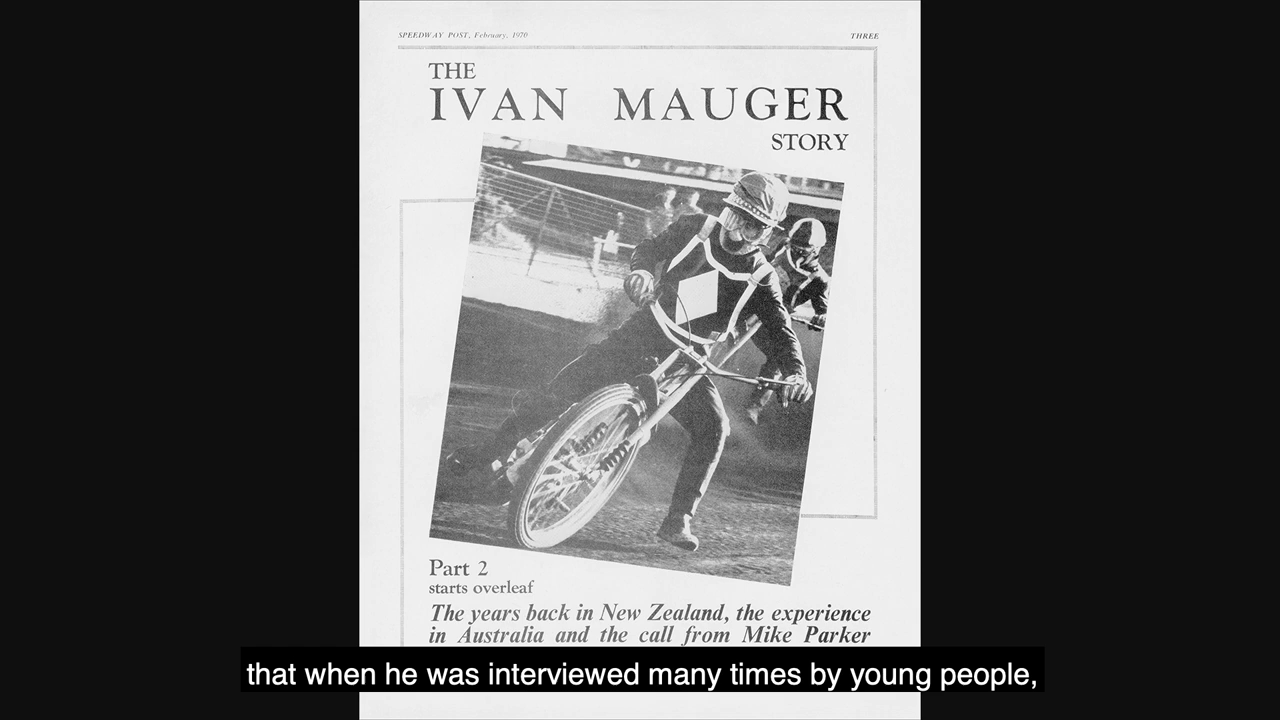 SPEEDWAY POST, February, 1970
THREE
THE
IVAN MAUGER
STORY
Part 2
starts overleaf
The years back in New Zealand, the experience
in Australia and the call from Mike Parker
that when he was interviewed many times by young people,